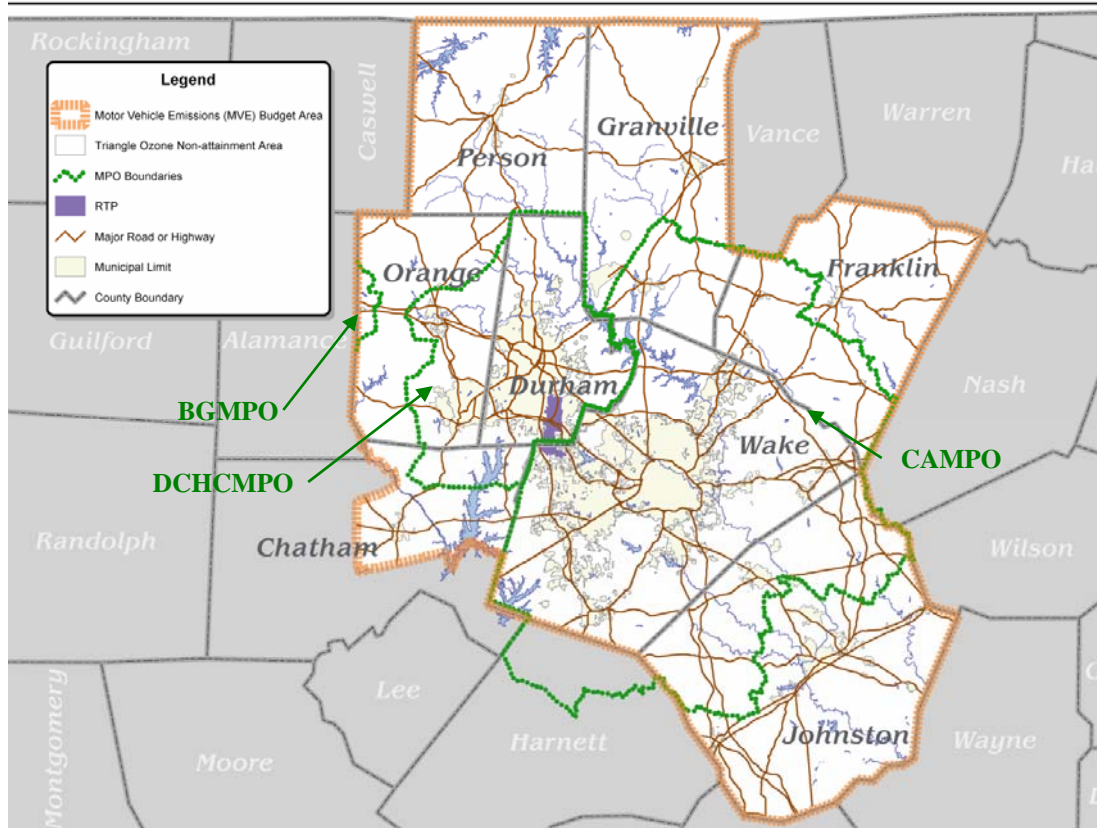 Rockingham
Caswell
Legend
Motor Vehicle Emissions (MVE) Budget Area
Triangle Ozone Non-attainment Area
MPO Boundaries
RTP
Major Road or Highway
Municipal Limit
County Boundary
Person
Granville
Vance
Warren
Orange
Franklin
Guilford
Alamance
Durham
Nash
BGMPO
Wake
CAMPO
DCHCMPO
Randolph
Chatham
Wilson
Lee
Montgomery
Moore
Harnett
Johnston
Wayne